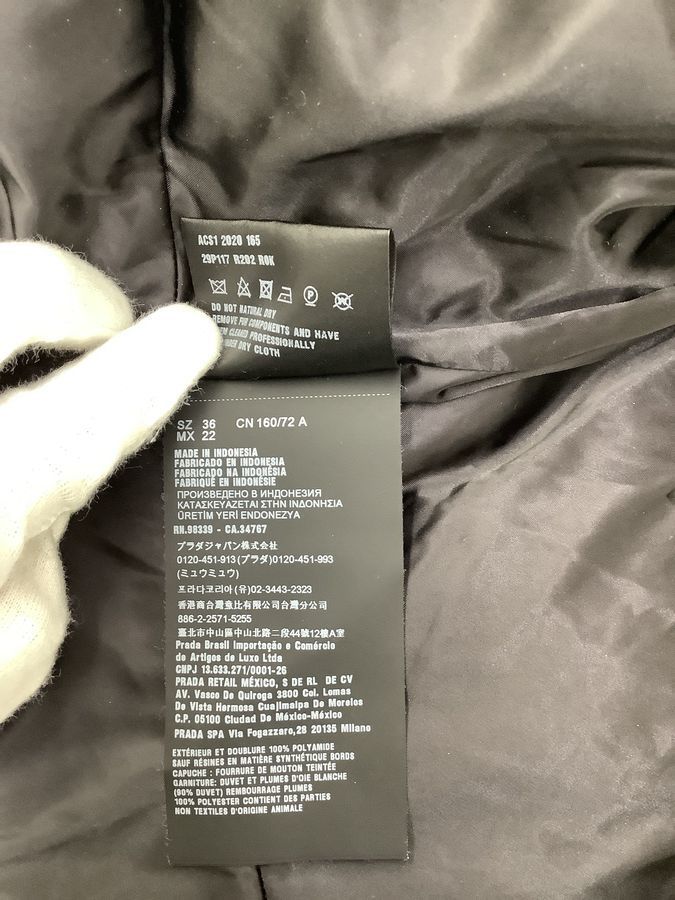 ACS1 2020 165
29P117 R202 ROK
DO NOT NATURAL DRY
REMOVE FUR COMPONENTS AND HAVE
CLEANED PROFESSIONALLY
UNDER DRY CLOTH
SZ 36 CN 160/72 A
MX 22
MADE IN INDONESIA
FABRICADO EN INDONESIA
FABRICADO NA INDONÉSIA
FABRIQUÉ EN INDONÉSIE
ПРОИЗВЕДЕНО В ИНДОНЕЗИЯ
ΚΑΤΑΣΚΕΥΑΖΕΤΑΙ ΣΤΗΝ ΙΝΔΟΝΗΣΙΑ
ÜRETİM YERİ ENDONEZYA
RN.98339 - CA.34767
プラダジャパン株式会社
0120-451-913(プラダ)0120-451-993
(ミュウミュウ)
프라다코리아(유)02-3443-2323
香港商台灣意比有限公司台灣分公司
886-2-2571-5255
臺北市中山區中山北路二段44號12樓A室
Prada Brasil Importação e Comércio
de Artigos de Luxo Ltda
CNPJ 13.633.271/0001-26
PRADA RETAIL MÉXICO, S DE RL DE CV
AV. Vasco De Quiroga 3800 Col. Lomas
De Vista Hermosa Cuajimalpa De Morelos
C.P. 05100 Ciudad De México-México
PRADA SPA Via Fogazzaro,28 20135 Milano
EXTÉRIEUR ET DOUBLURE 100% POLYAMIDE
SAUF RÉSINES EN MATIÈRE SYNTHÉTIQUE BORDS
CAPUCHE : FOURRURE DE MOUTON TEINTÉE
GARNITURE: DUVET ET PLUMES D'OIE BLANCHE
(90% DUVET) REMBOURRAGE PLUMES
100% POLYESTER CONTIENT DES PARTIES
NON TEXTILES D'ORIGINE ANIMALE